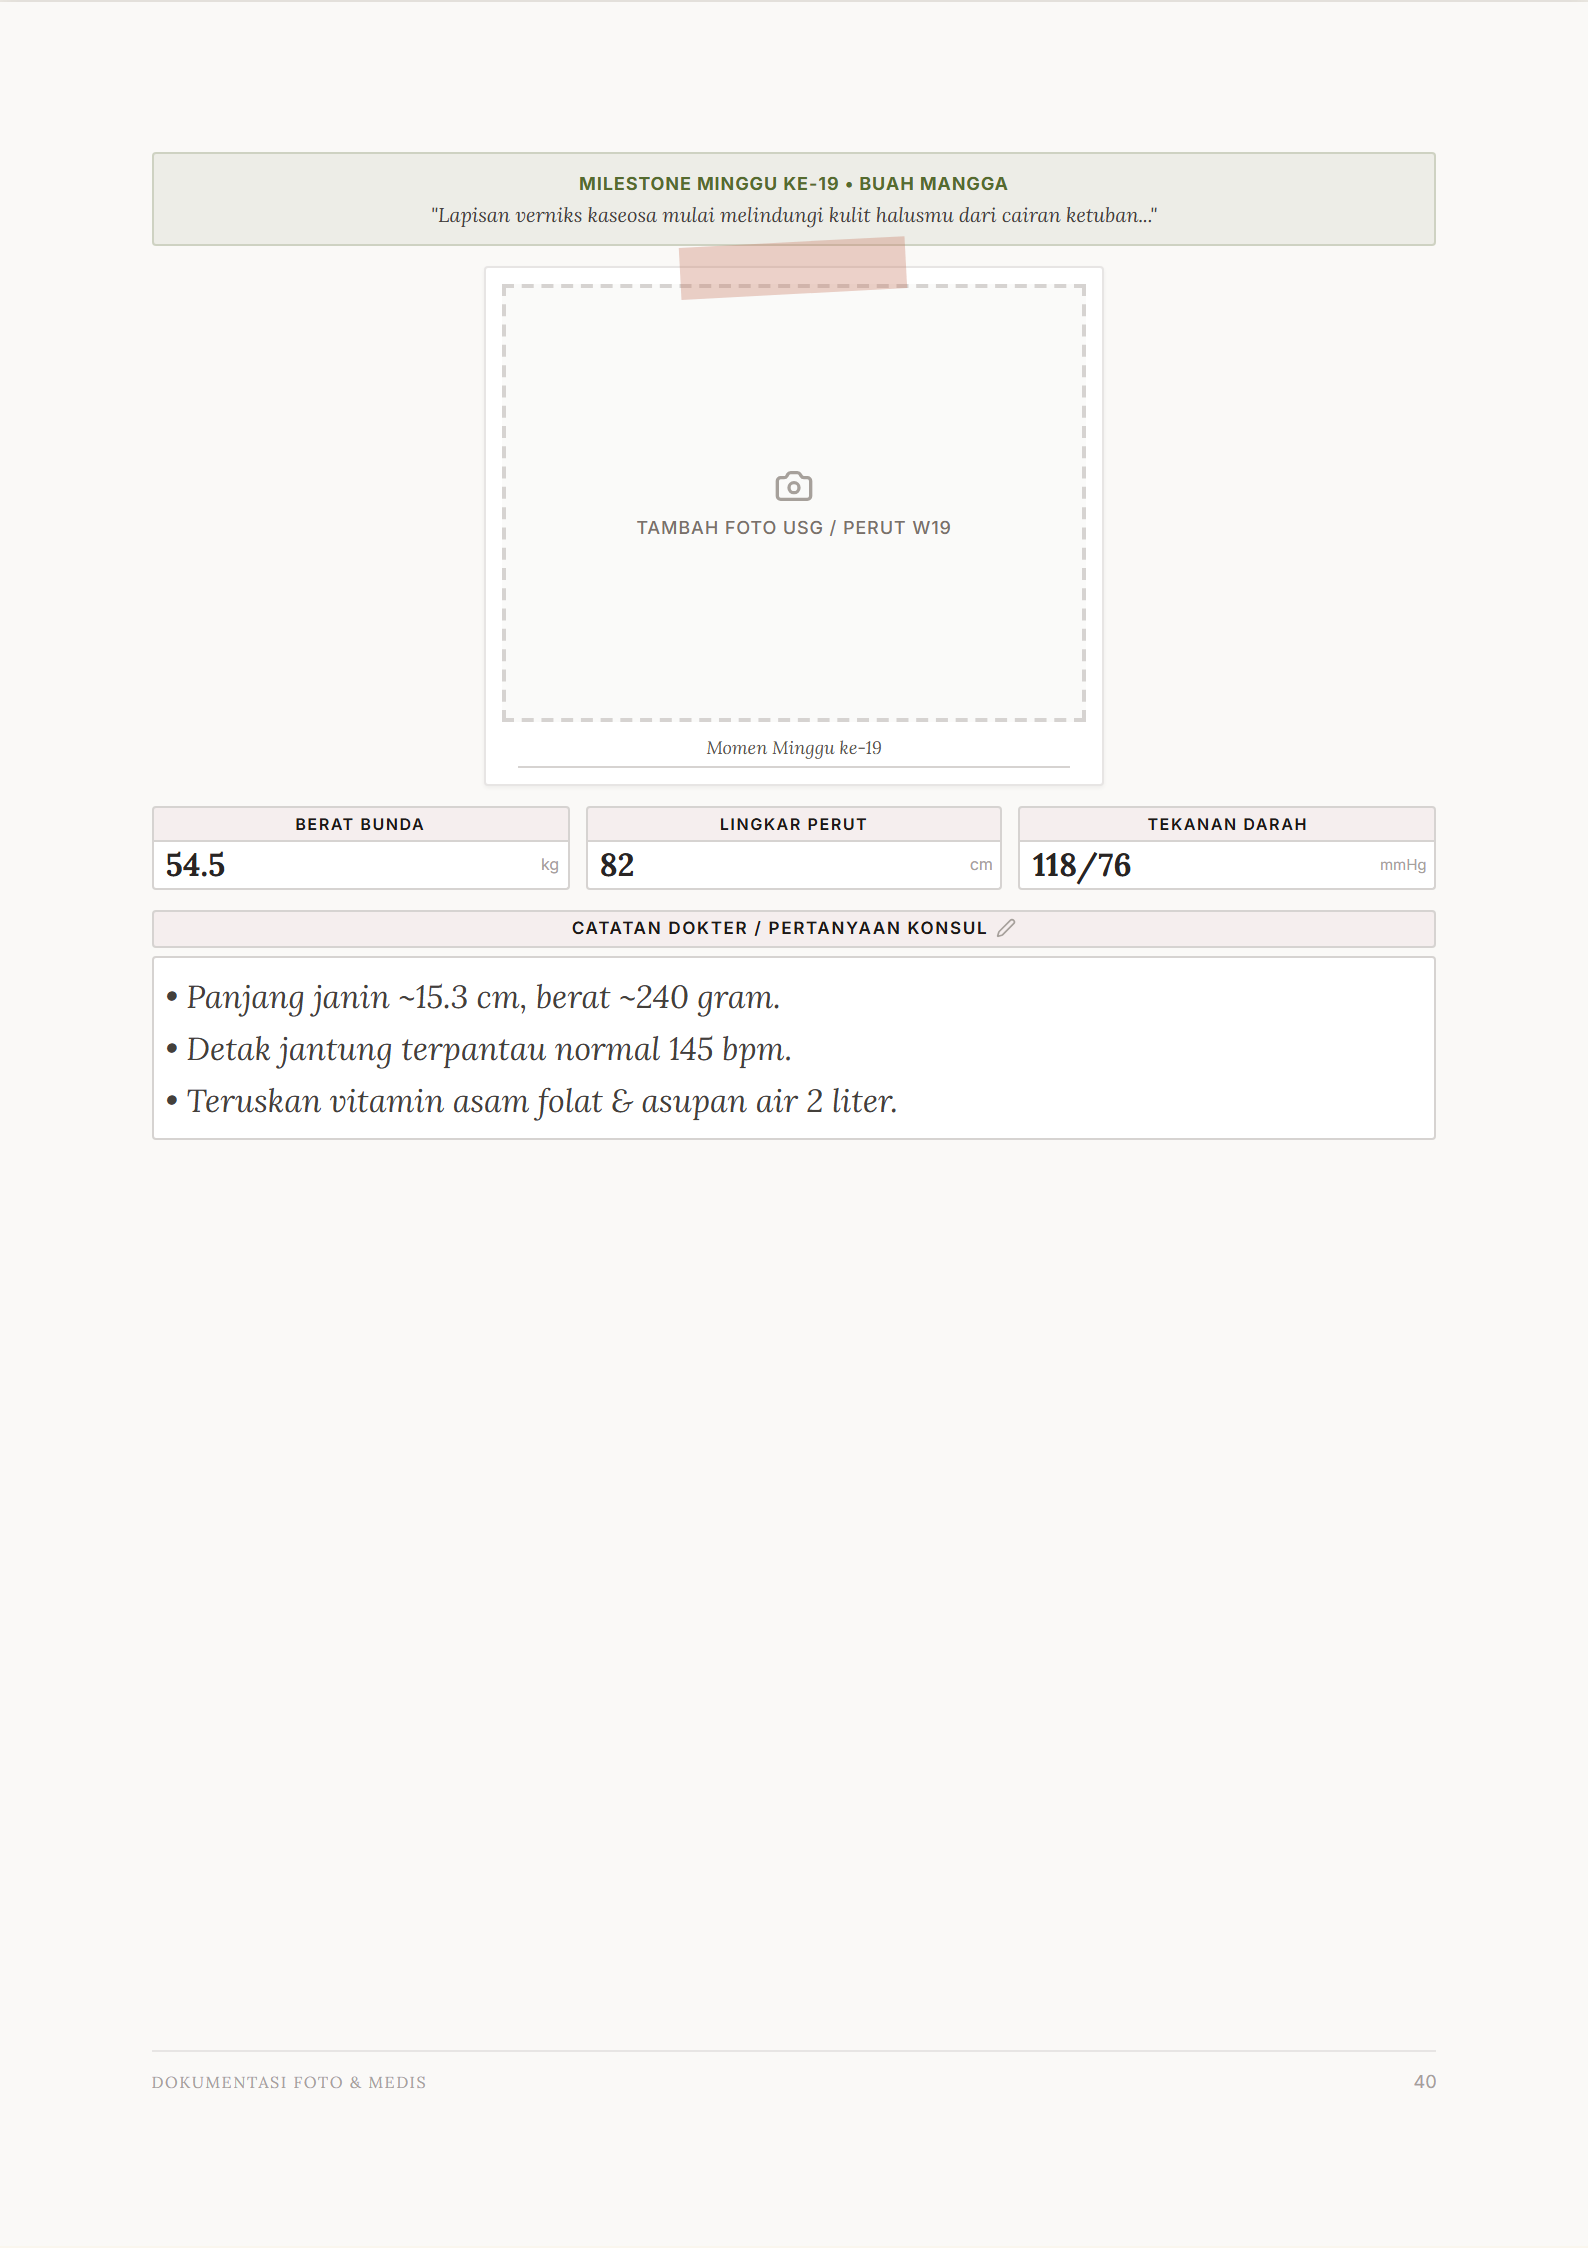 MILESTONE MINGGU KE-19 • BUAH MANGGA
"Lapisan verniks kaseosa mulai melindungi kulit halusmu dari cairan ketuban..."
TAMBAH FOTO USG / PERUT W19
Momen Minggu ke-19
BERAT BUNDA
54.5 kg
LINGKAR PERUT
82 cm
TEKANAN DARAH
118/76 mmHg
CATATAN DOKTER / PERTANYAAN KONSUL
• Panjang janin ~15.3 cm, berat ~240 gram.
• Detak jantung terpantau normal 145 bpm.
• Teruskan vitamin asam folat & asupan air 2 liter.
DOKUMENTASI FOTO & MEDIS
40